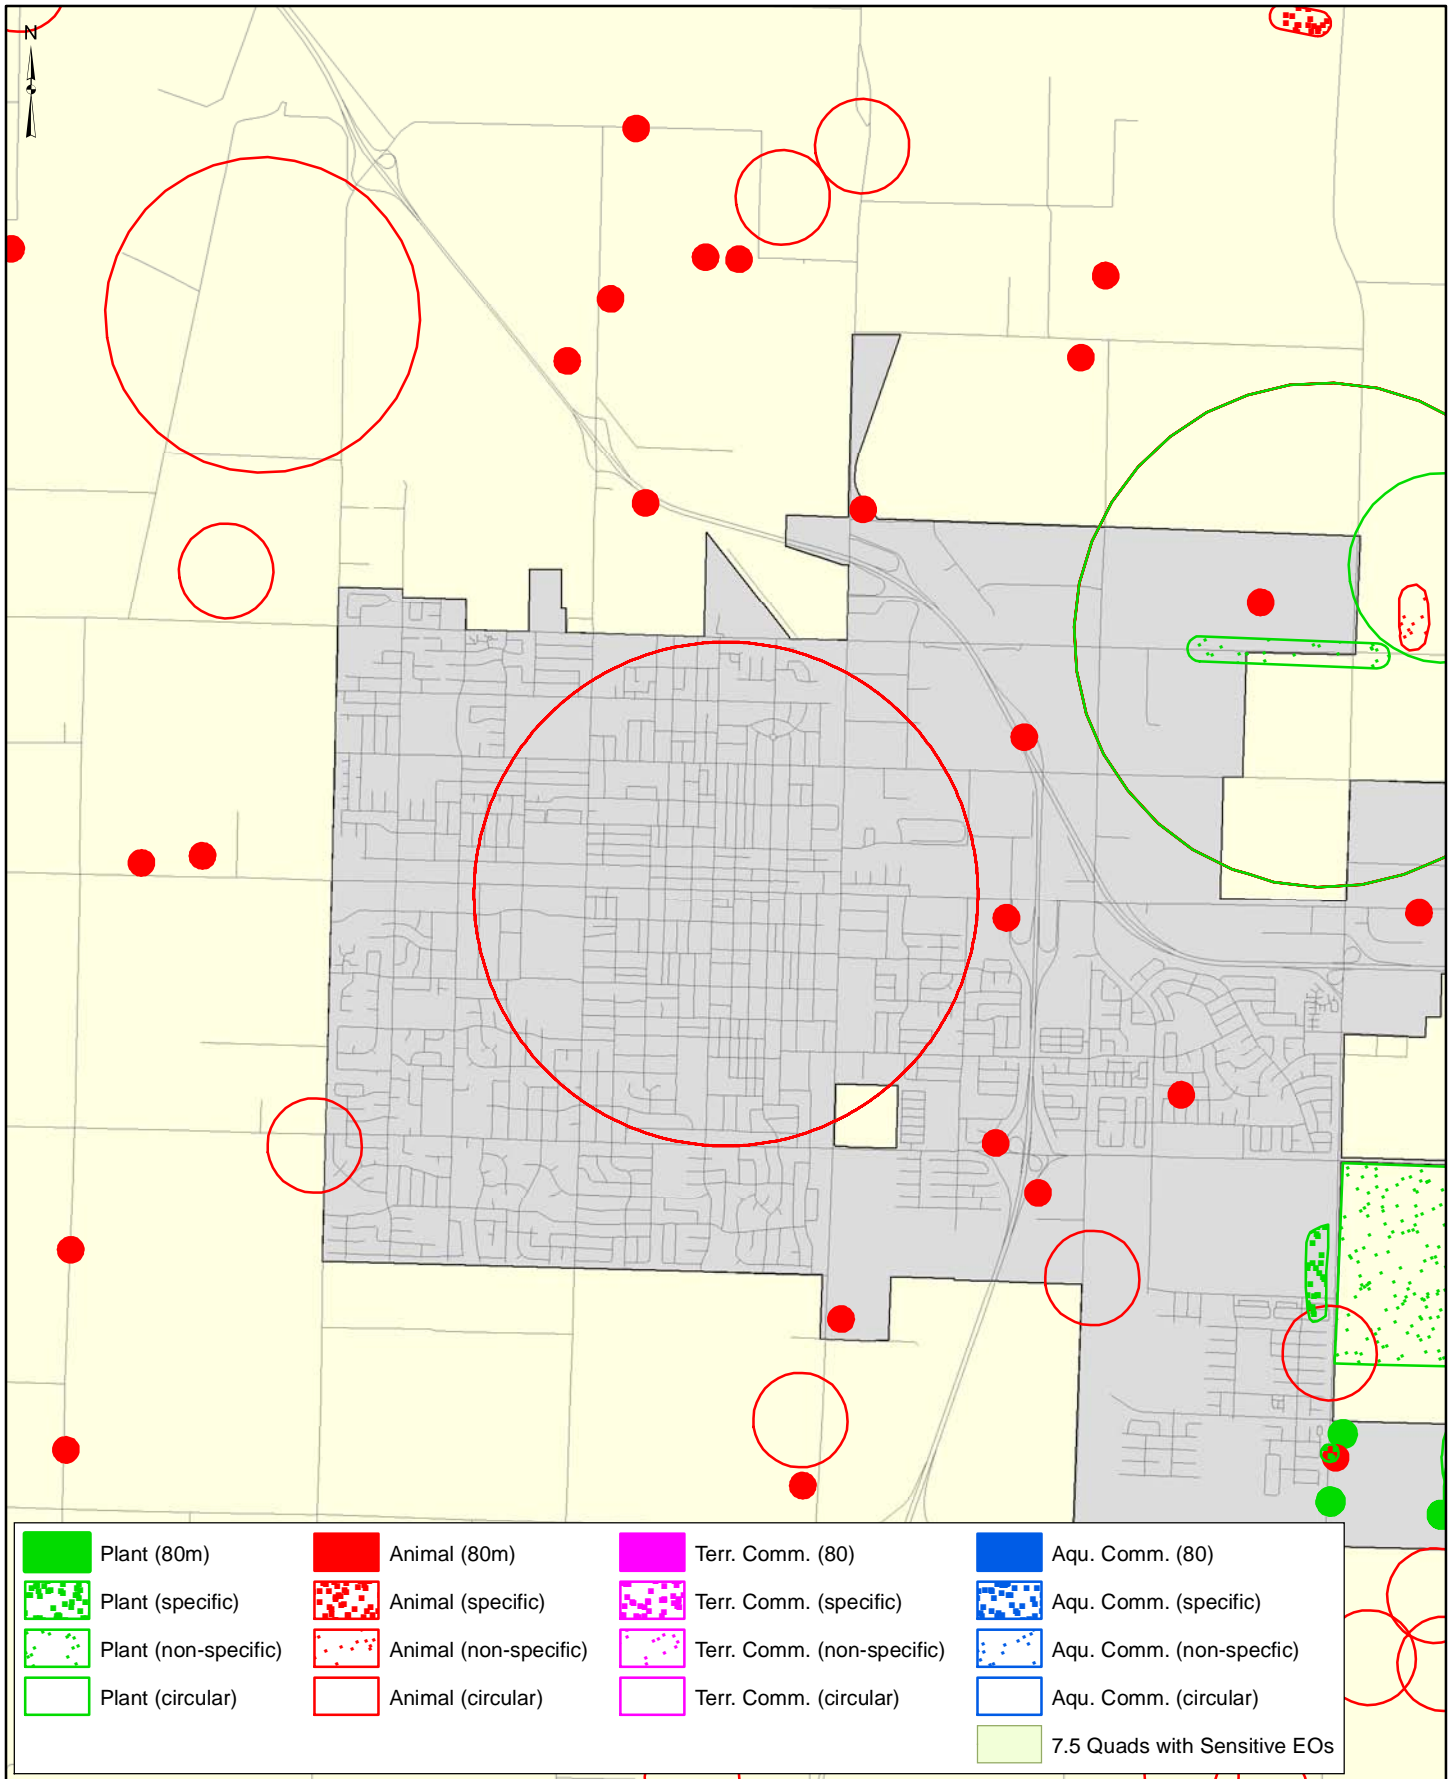 N
Plant (80m) Animal (80m) Terr. Comm. (80) Aqu. Comm. (80)
Plant (specific) Animal (specific) Terr. Comm. (specific) Aqu. Comm. (specific)
Plant (non-specific) Animal (non-specific) Terr. Comm. (non-specific) Aqu. Comm. (non-specfic)
Plant (circular) Animal (circular) Terr. Comm. (circular) Aqu. Comm. (circular)
7.5 Quads with Sensitive EOs